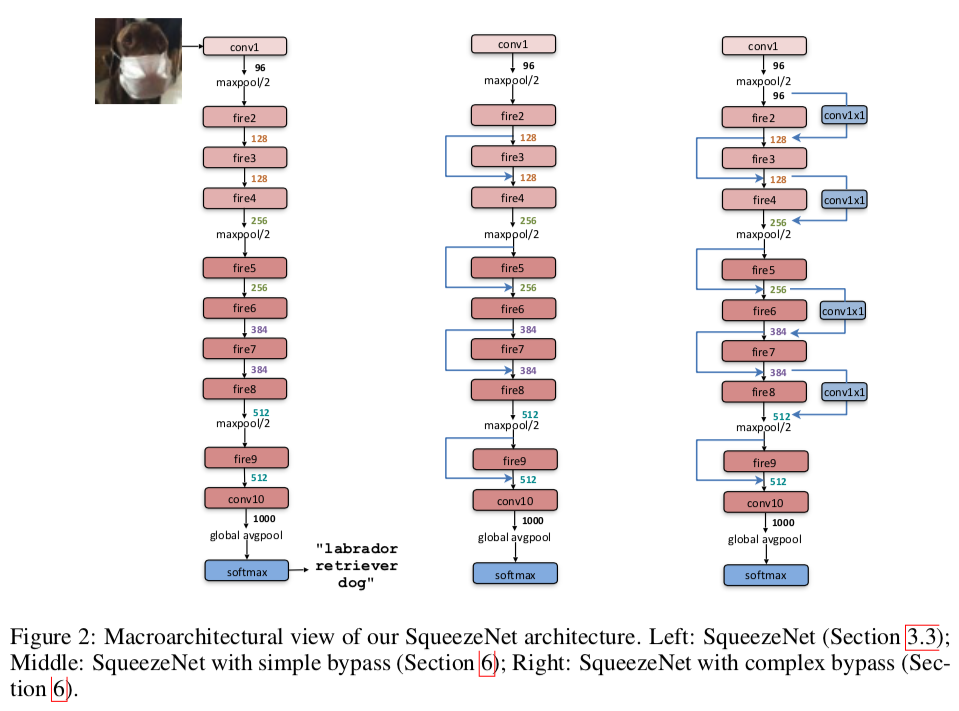 conv1
96
maxpool/2
fire2
128
fire3
128
fire4
256
maxpool/2
fire5
256
fire6
384
fire7
384
fire8
512
maxpool/2
fire9
512
conv10
1000
global avgpool
softmax
"labrador
retriever
dog"
conv1
96
maxpool/2
fire2
128
fire3
128
fire4
256
maxpool/2
fire5
256
fire6
384
fire7
384
fire8
512
maxpool/2
fire9
512
conv10
1000
global avgpool
softmax
conv1
96
maxpool/2
96
fire2
conv1x1
128
fire3
128
fire4
conv1x1
256
maxpool/2
fire5
256
fire6
conv1x1
384
fire7
384
fire8
conv1x1
512
maxpool/2
fire9
512
conv10
1000
global avgpool
softmax
Figure 2: Macroarchitectural view of our SqueezeNet architecture. Left: SqueezeNet (Section 3.3);
Middle: SqueezeNet with simple bypass (Section 6); Right: SqueezeNet with complex bypass (Sec-
tion 6).